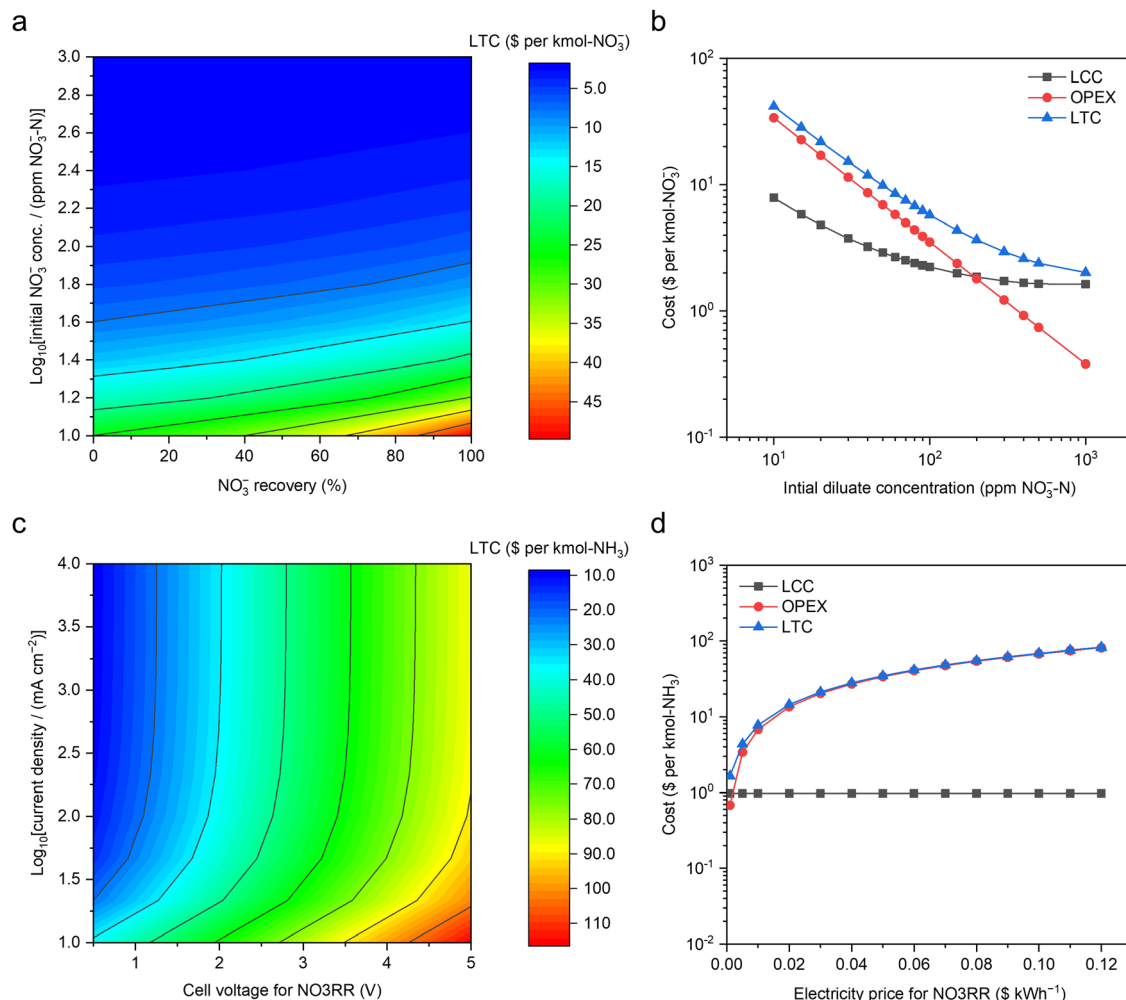 a
LTC ($ per kmol-NO₃⁻)
3.0
2.8
2.6
2.4
2.2
2.0
1.8
1.6
1.4
1.2
1.0
Log₁₀[initial NO₃⁻ conc. / (ppm NO₃⁻-N)]
0 20 40 60 80 100
NO₃⁻ recovery (%)
5.0
10
15
20
25
30
35
40
45
b
10²
10¹
10⁰
10⁻¹
Cost ($ per kmol-NO₃⁻)
LCC
OPEX
LTC
10¹ 10² 10³
Intial diluate concentration (ppm NO₃⁻-N)
c
LTC ($ per kmol-NH₃)
4.0
3.5
3.0
2.5
2.0
1.5
1.0
Log₁₀[current density / (mA cm⁻²)]
1 2 3 4 5
Cell voltage for NO3RR (V)
10.0
20.0
30.0
40.0
50.0
60.0
70.0
80.0
90.0
100
110
d
10³
10²
10¹
10⁰
10⁻¹
10⁻²
Cost ($ per kmol-NH₃)
LCC
OPEX
LTC
0.00 0.02 0.04 0.06 0.08 0.10 0.12
Electricity price for NO3RR ($ kWh⁻¹)